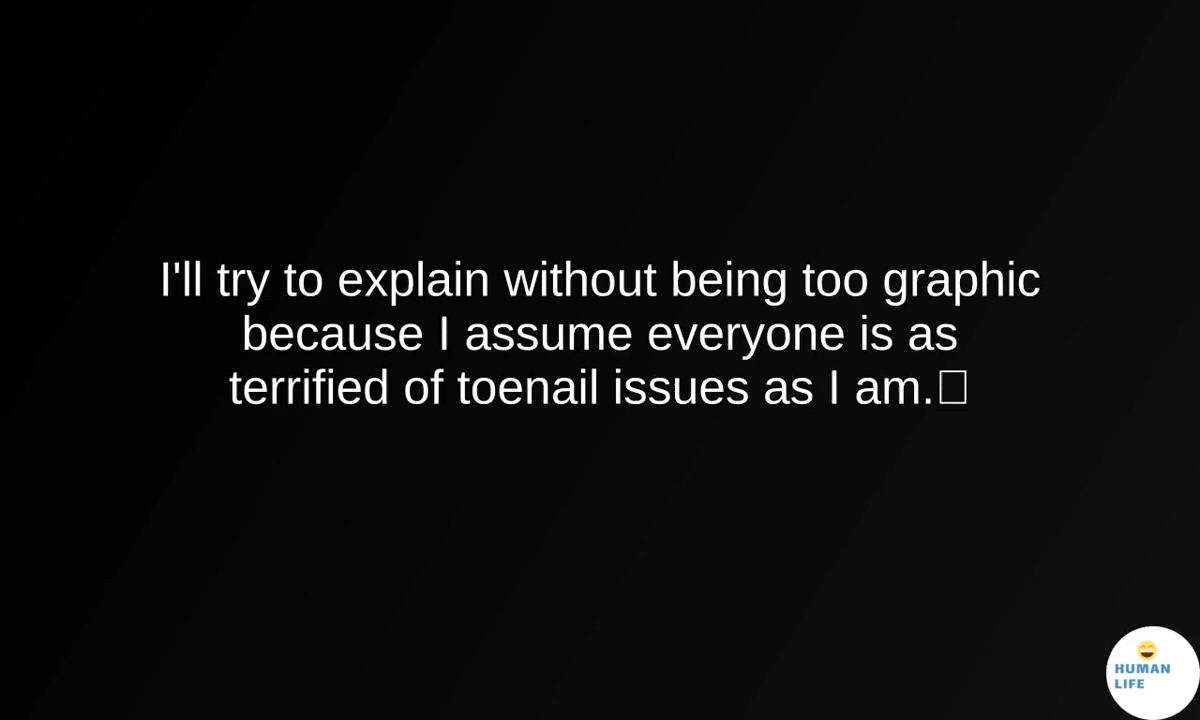 I'll try to explain without being too graphic
because I assume everyone is as
terrified of toenail issues as I am.
HUMAN
LIFE